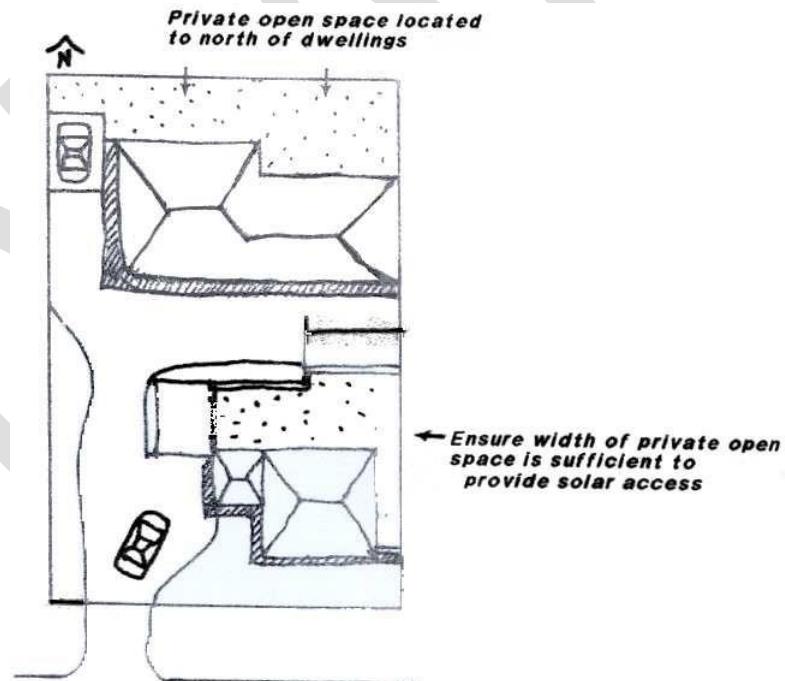 Private open space located
to north of dwellings
N
Ensure width of private open
space is sufficient to
provide solar access